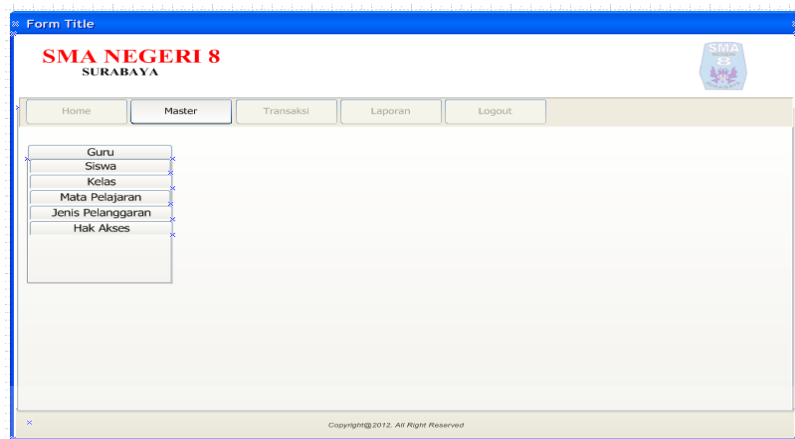 Form Title
SMA NEGERI 8
SURABAYA
SMA
8
Home Master Transaksi Laporan Logout
Guru
Siswa
Kelas
Mata Pelajaran
Jenis Pelanggaran
Hak Akses
Copyright@2012. All Right Reserved